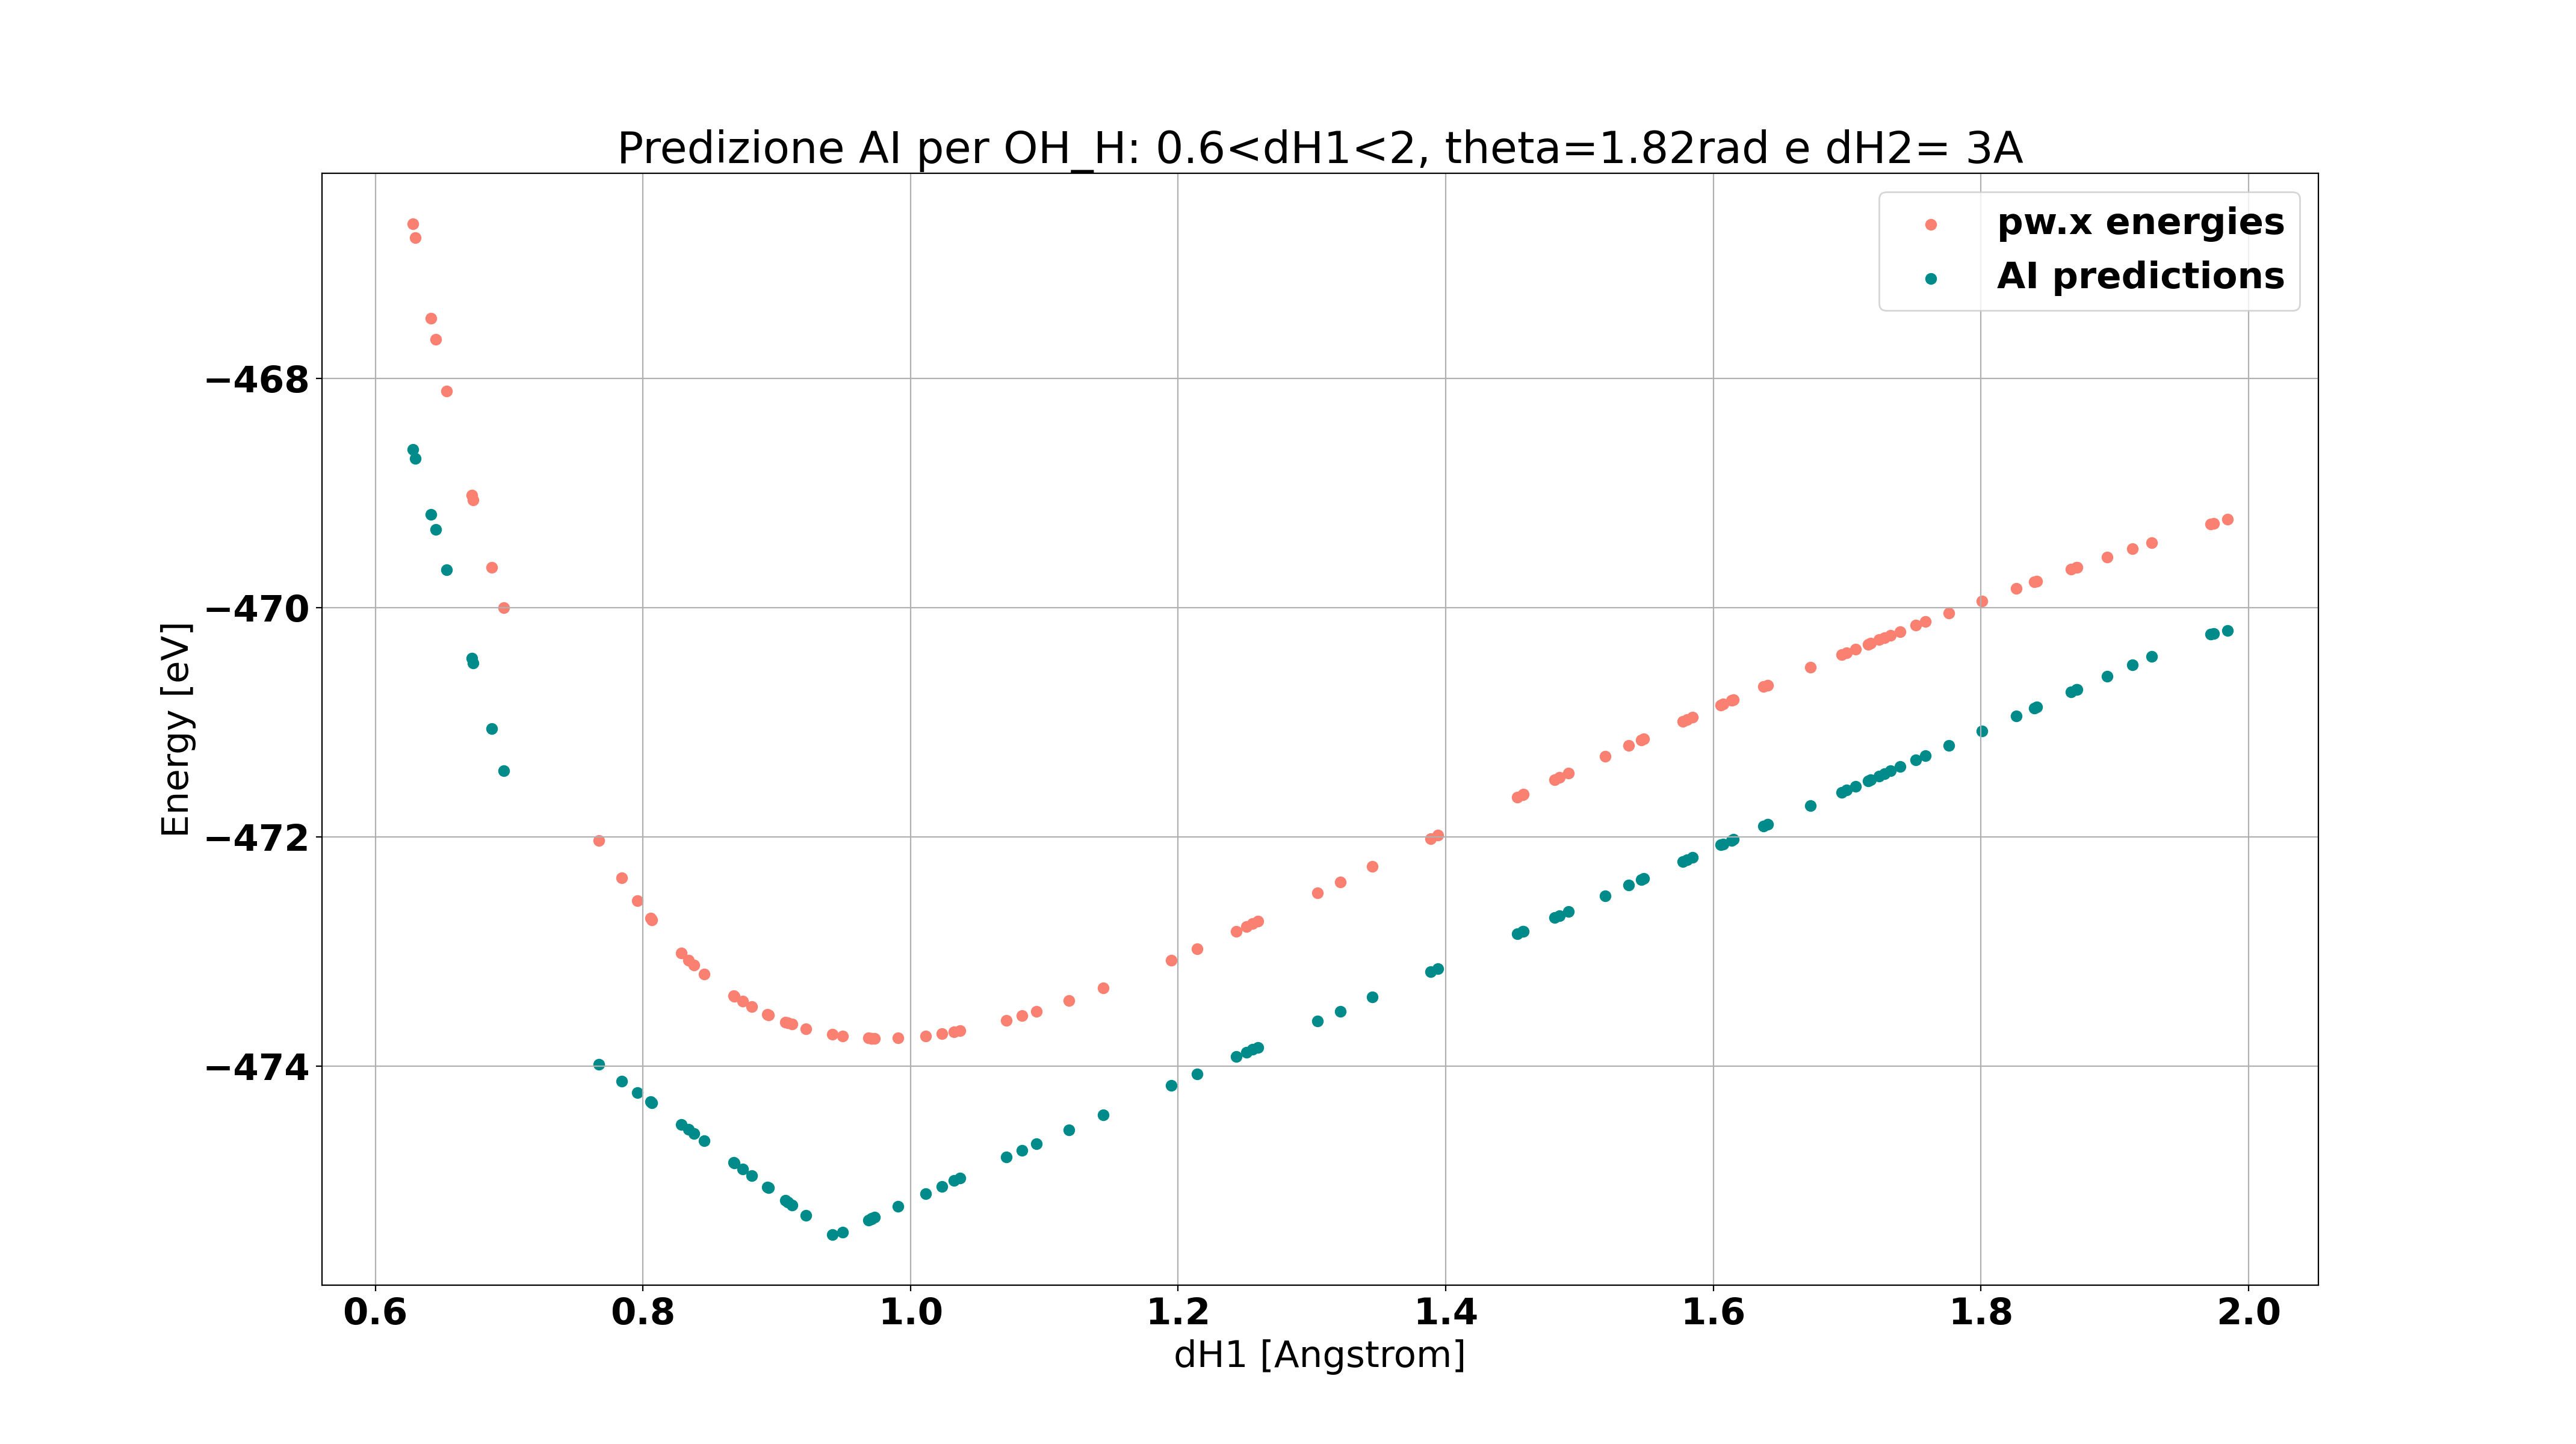 Predizione AI per OH_H: 0.6<dH1<2, theta=1.82rad e dH2= 3A
pw.x energies
AI predictions
−468
−470
−472
−474
Energy [eV]
0.6 0.8 1.0 1.2 1.4 1.6 1.8 2.0
dH1 [Angstrom]